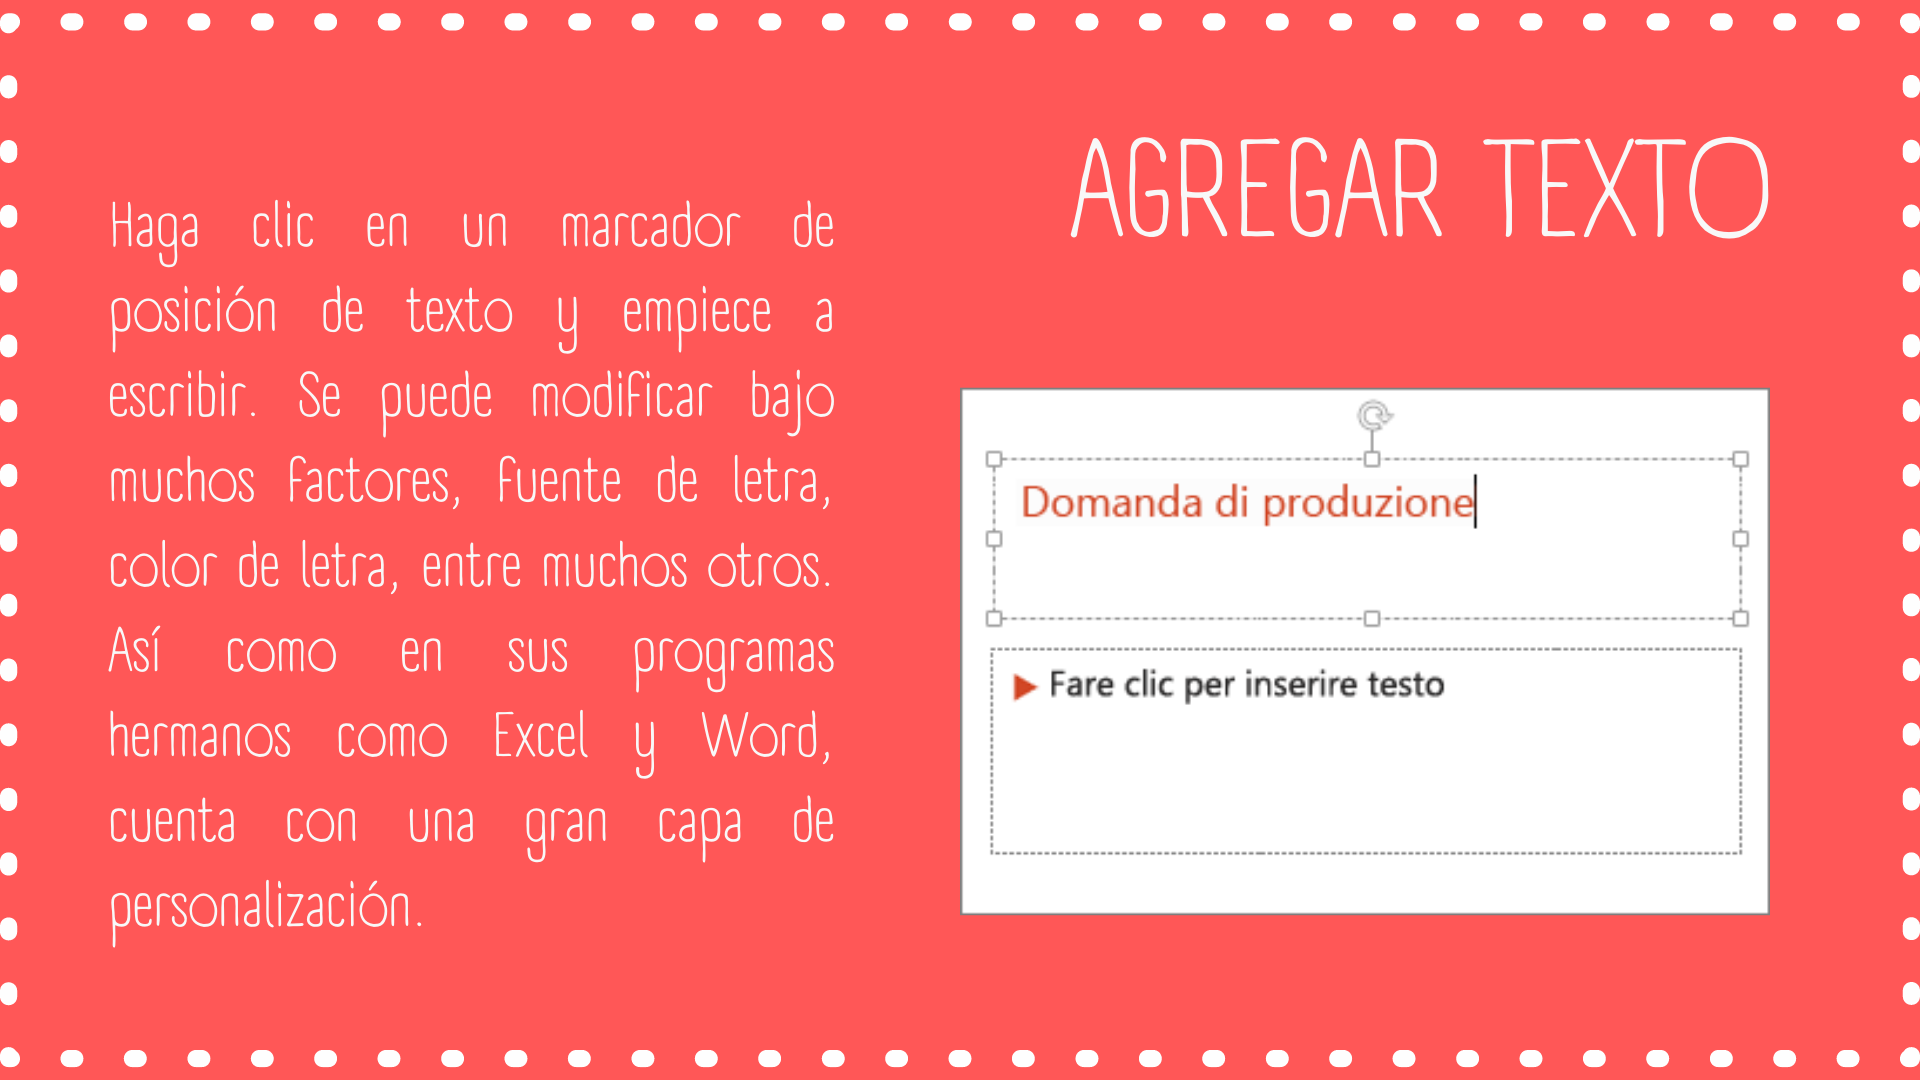 AGREGAR TEXTO
Haga clic en un marcador de
posición de texto y empiece a
escribir. Se puede modificar bajo
muchos factores, fuente de letra,
color de letra, entre muchos otros.
Así como en sus programas
hermanos como Excel y Word,
cuenta con una gran capa de
personalización.
Domanda di produzione
Fare clic per inserire testo